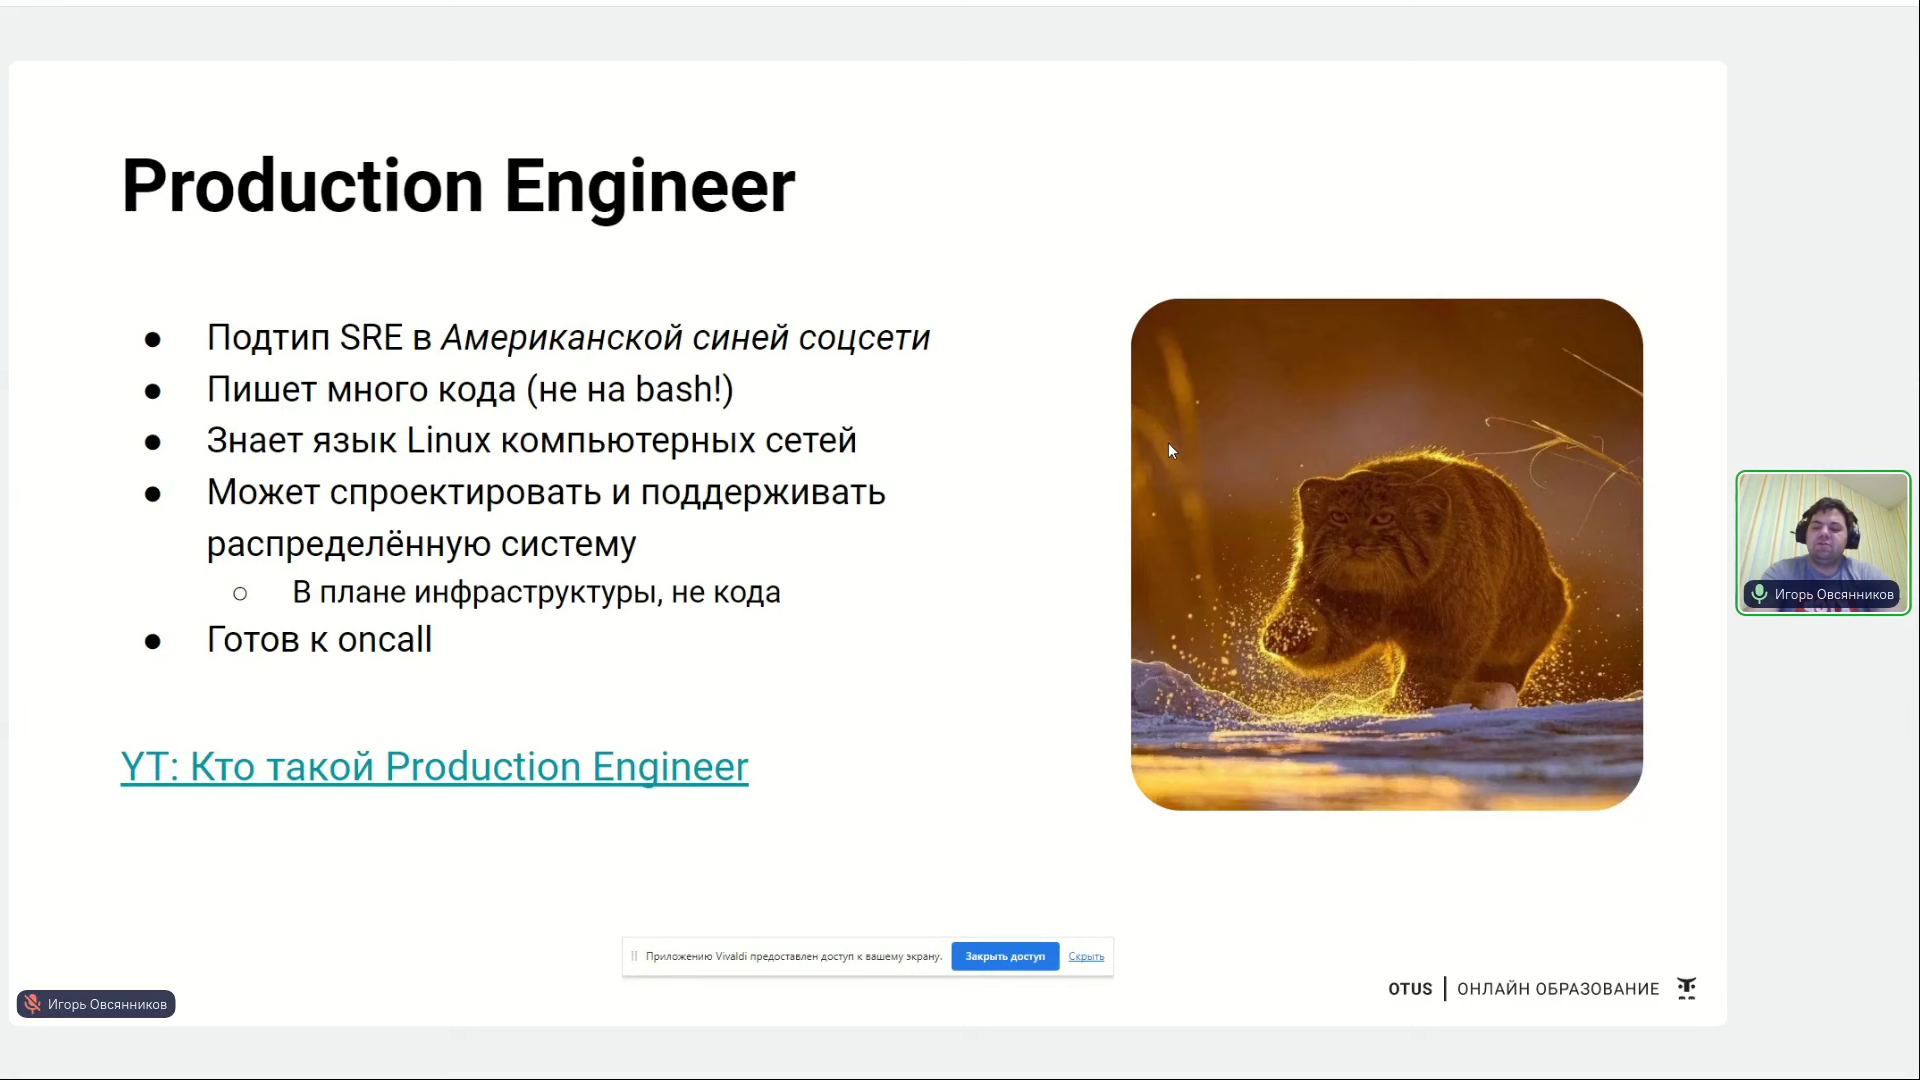 Production Engineer
● Подтип SRE в Американской синей соцсети
● Пишет много кода (не на bash!)
● Знает язык Linux компьютерных сетей
● Может спроектировать и поддерживать
распределённую систему
○ В плане инфраструктуры, не кода
● Готов к oncall
YT: Кто такой Production Engineer
Игорь Овсянников
Приложению Vivaldi предоставлен доступ к вашему экрану. Закрыть доступ Скрыть
OTUS | ОНЛАЙН ОБРАЗОВАНИЕ
Игорь Овсянников